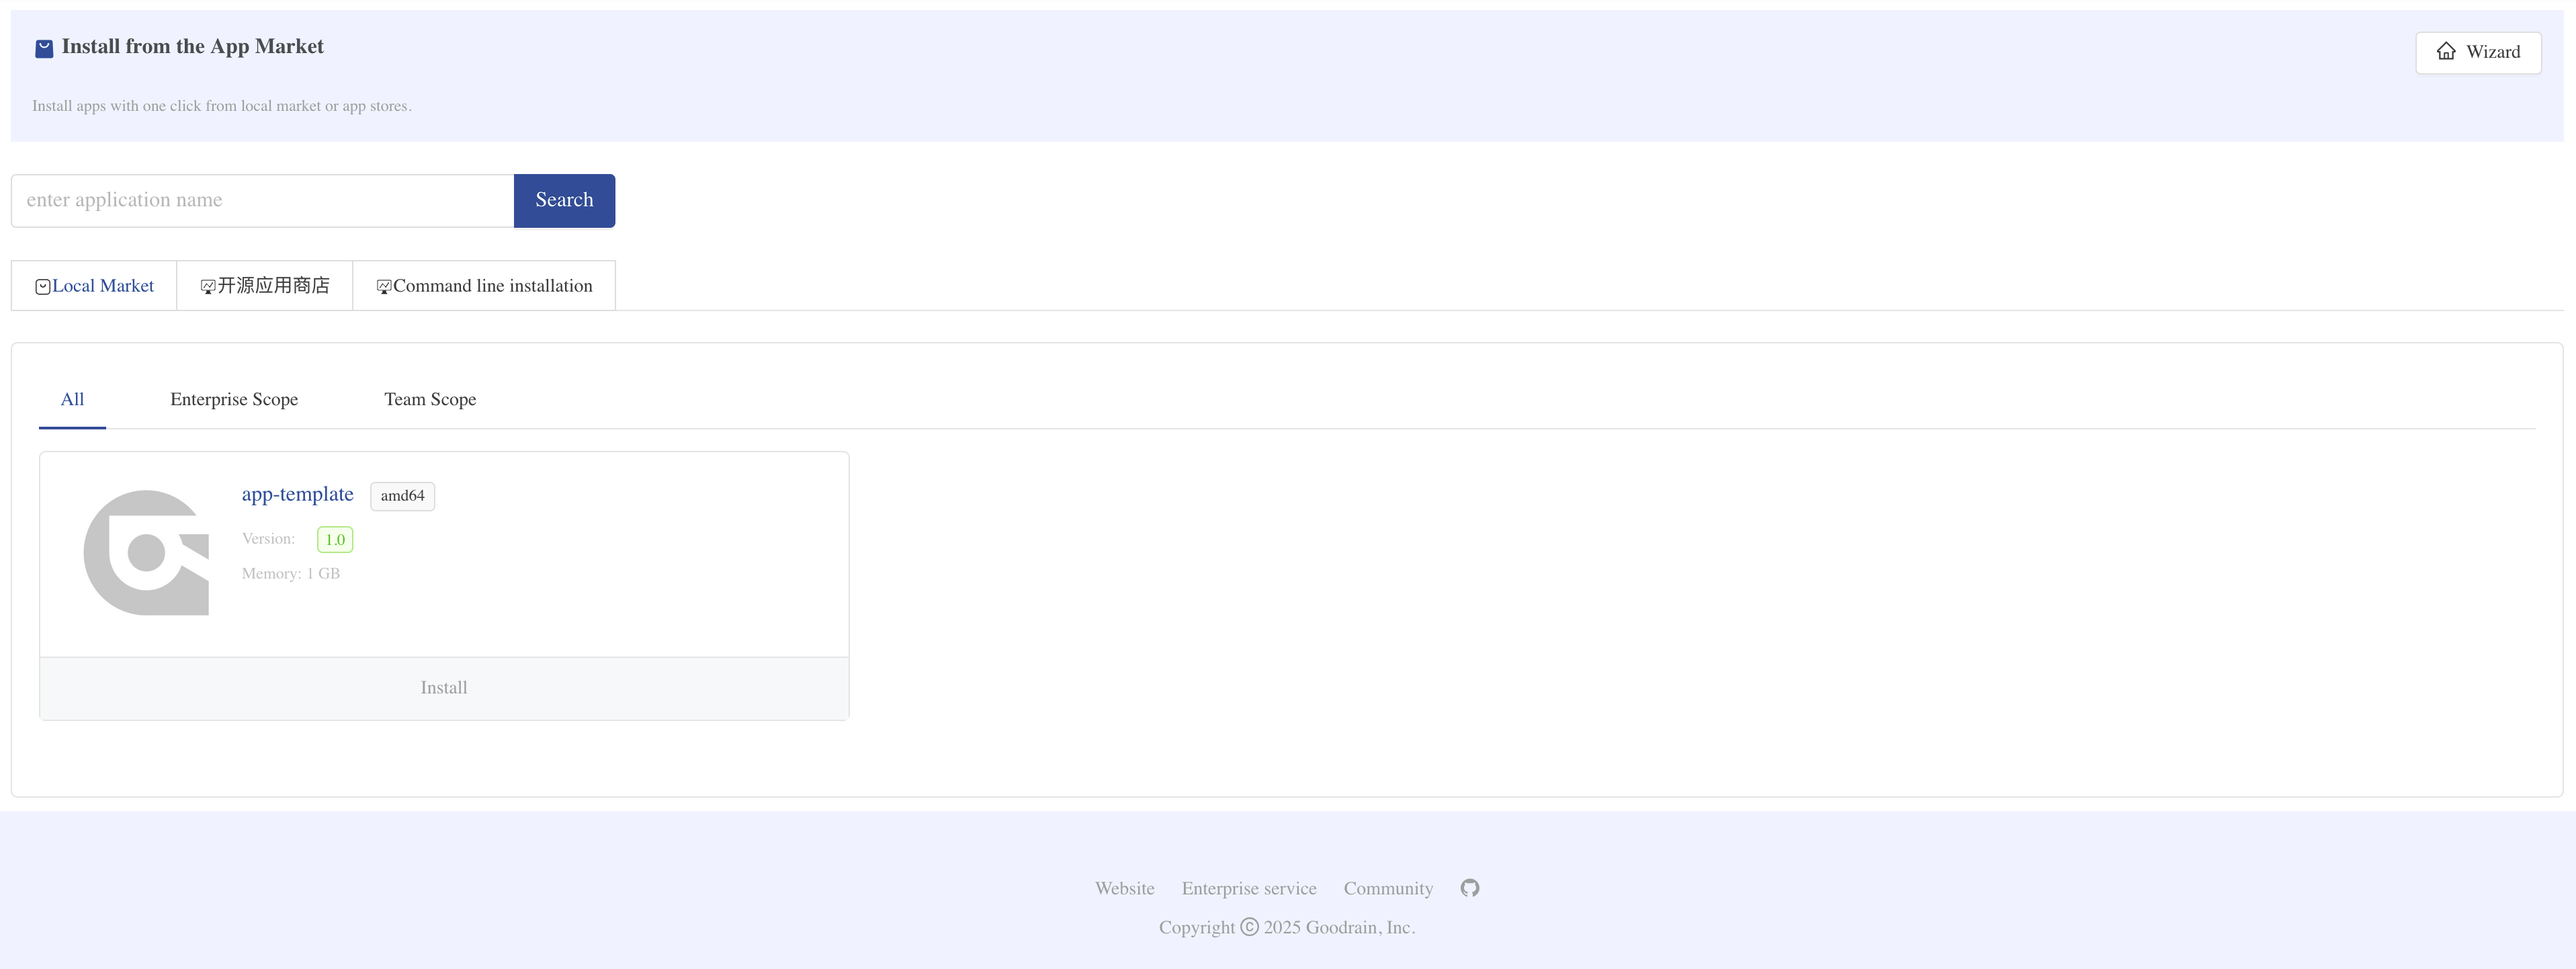 Install from the App Market
Wizard
Install apps with one click from local market or app stores.
enter application name
Search
Local Market
开源应用商店
Command line installation
All
Enterprise Scope
Team Scope
app-template
amd64
Version:
1.0
Memory: 1 GB
Install
Website
Enterprise service
Community
Copyright © 2025 Goodrain, Inc.